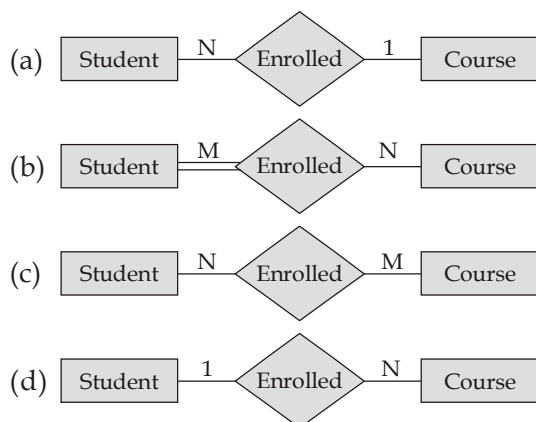 (a) Student N Enrolled 1 Course
(b) Student M Enrolled N Course
(c) Student N Enrolled M Course
(d) Student 1 Enrolled N Course